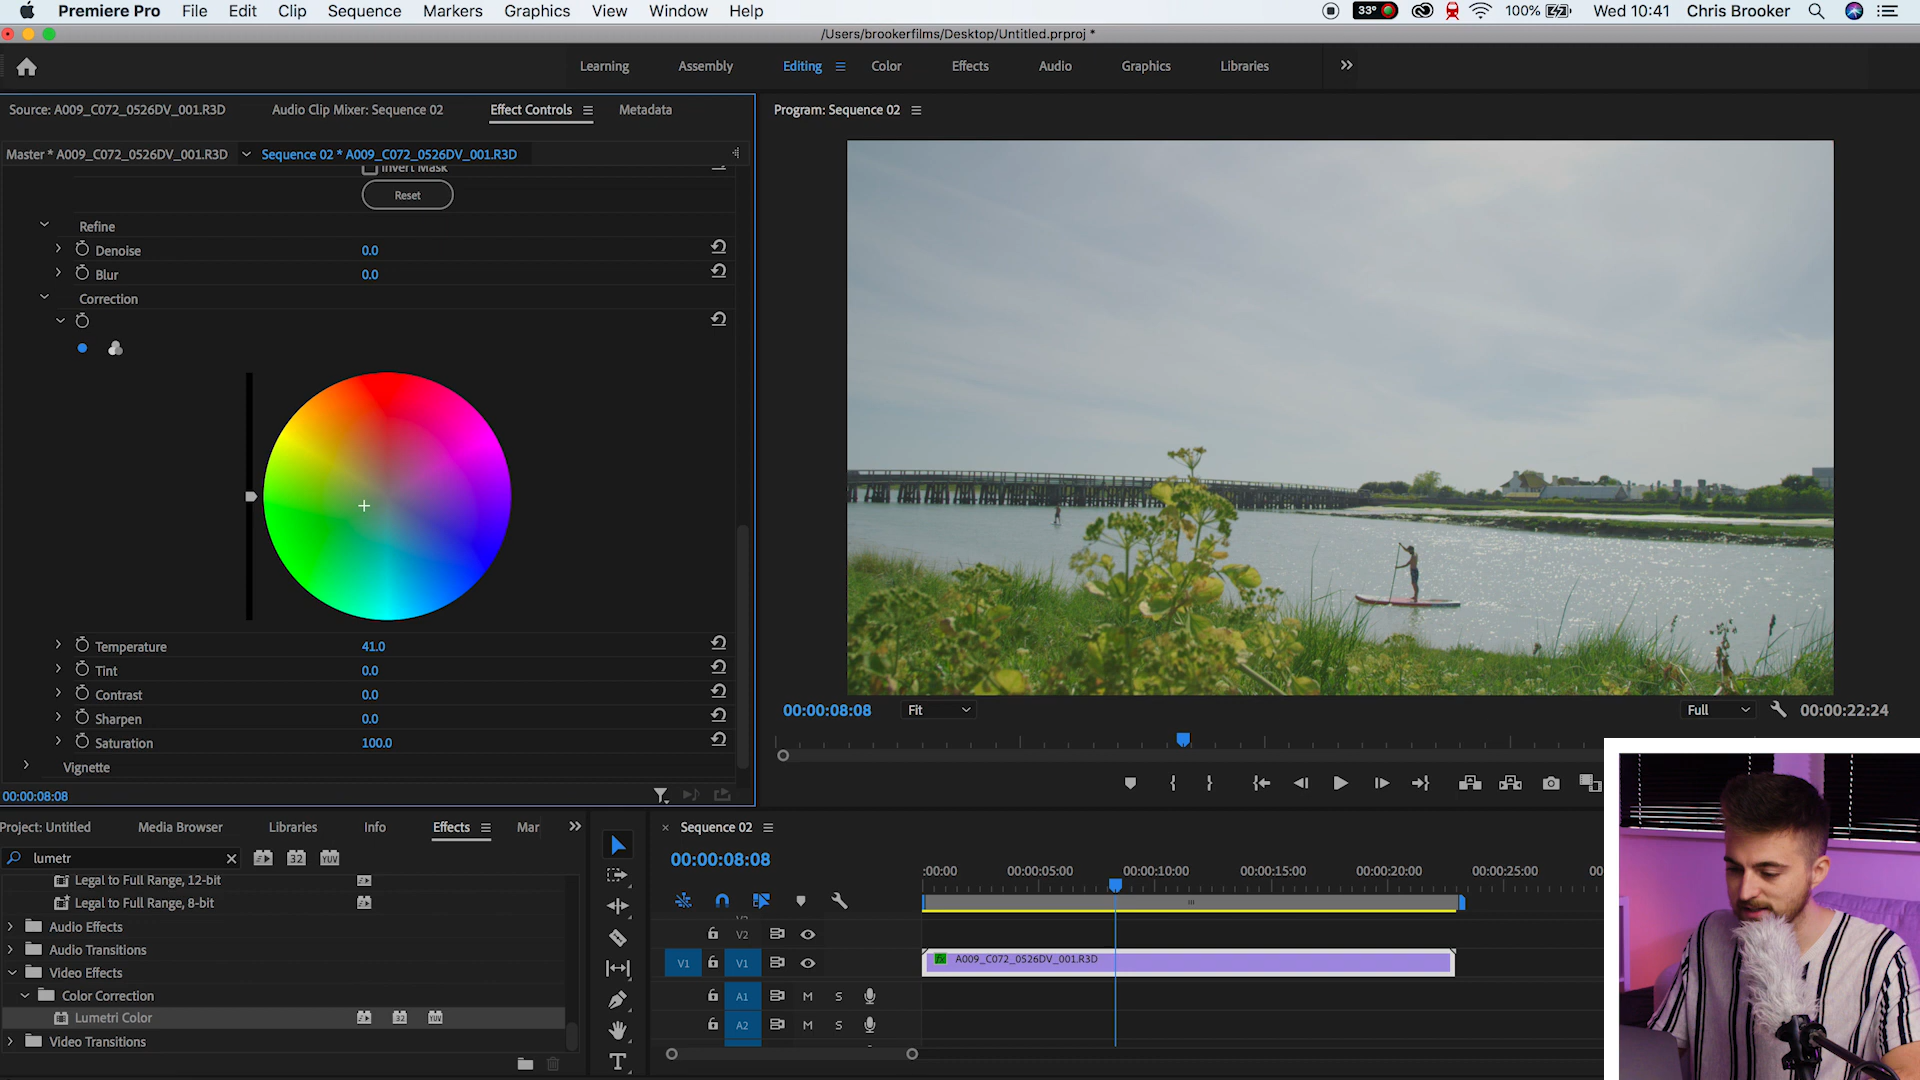 Premiere Pro File Edit Clip Sequence Markers Graphics View Window Help 33° 100% Wed 10:41 Chris Brooker
/Users/brookerfilms/Desktop/Untitled.prproj *
Learning Assembly Editing Color Effects Audio Graphics Libraries
Source: A009_C072_0526DV_001.R3D Audio Clip Mixer: Sequence 02 Effect Controls Metadata
Program: Sequence 02
Master * A009_C072_0526DV_001.R3D Sequence 02 * A009_C072_0526DV_001.R3D
Invert Mask
Reset
Refine
Denoise 0.0
Blur 0.0
Correction
Temperature 41.0
Tint 0.0
Contrast 0.0
Sharpen 0.0
Saturation 100.0
Vignette
00:00:08:08
00:00:08:08 Fit Full 00:00:22:24
Project: Untitled Media Browser Libraries Info Effects Mar
lumetr 32 YUV
Legal to Full Range, 12-bit
Legal to Full Range, 8-bit
Audio Effects
Audio Transitions
Video Effects
Color Correction
Lumetri Color 32 YUV
Video Transitions
× Sequence 02
00:00:08:08
:00:00 00:00:05:00 00:00:10:00 00:00:15:00 00:00:20:00 00:00:25:00 00
V2
V1 V1 fx A009_C072_0526DV_001.R3D
A1 M S
A2 M S
T